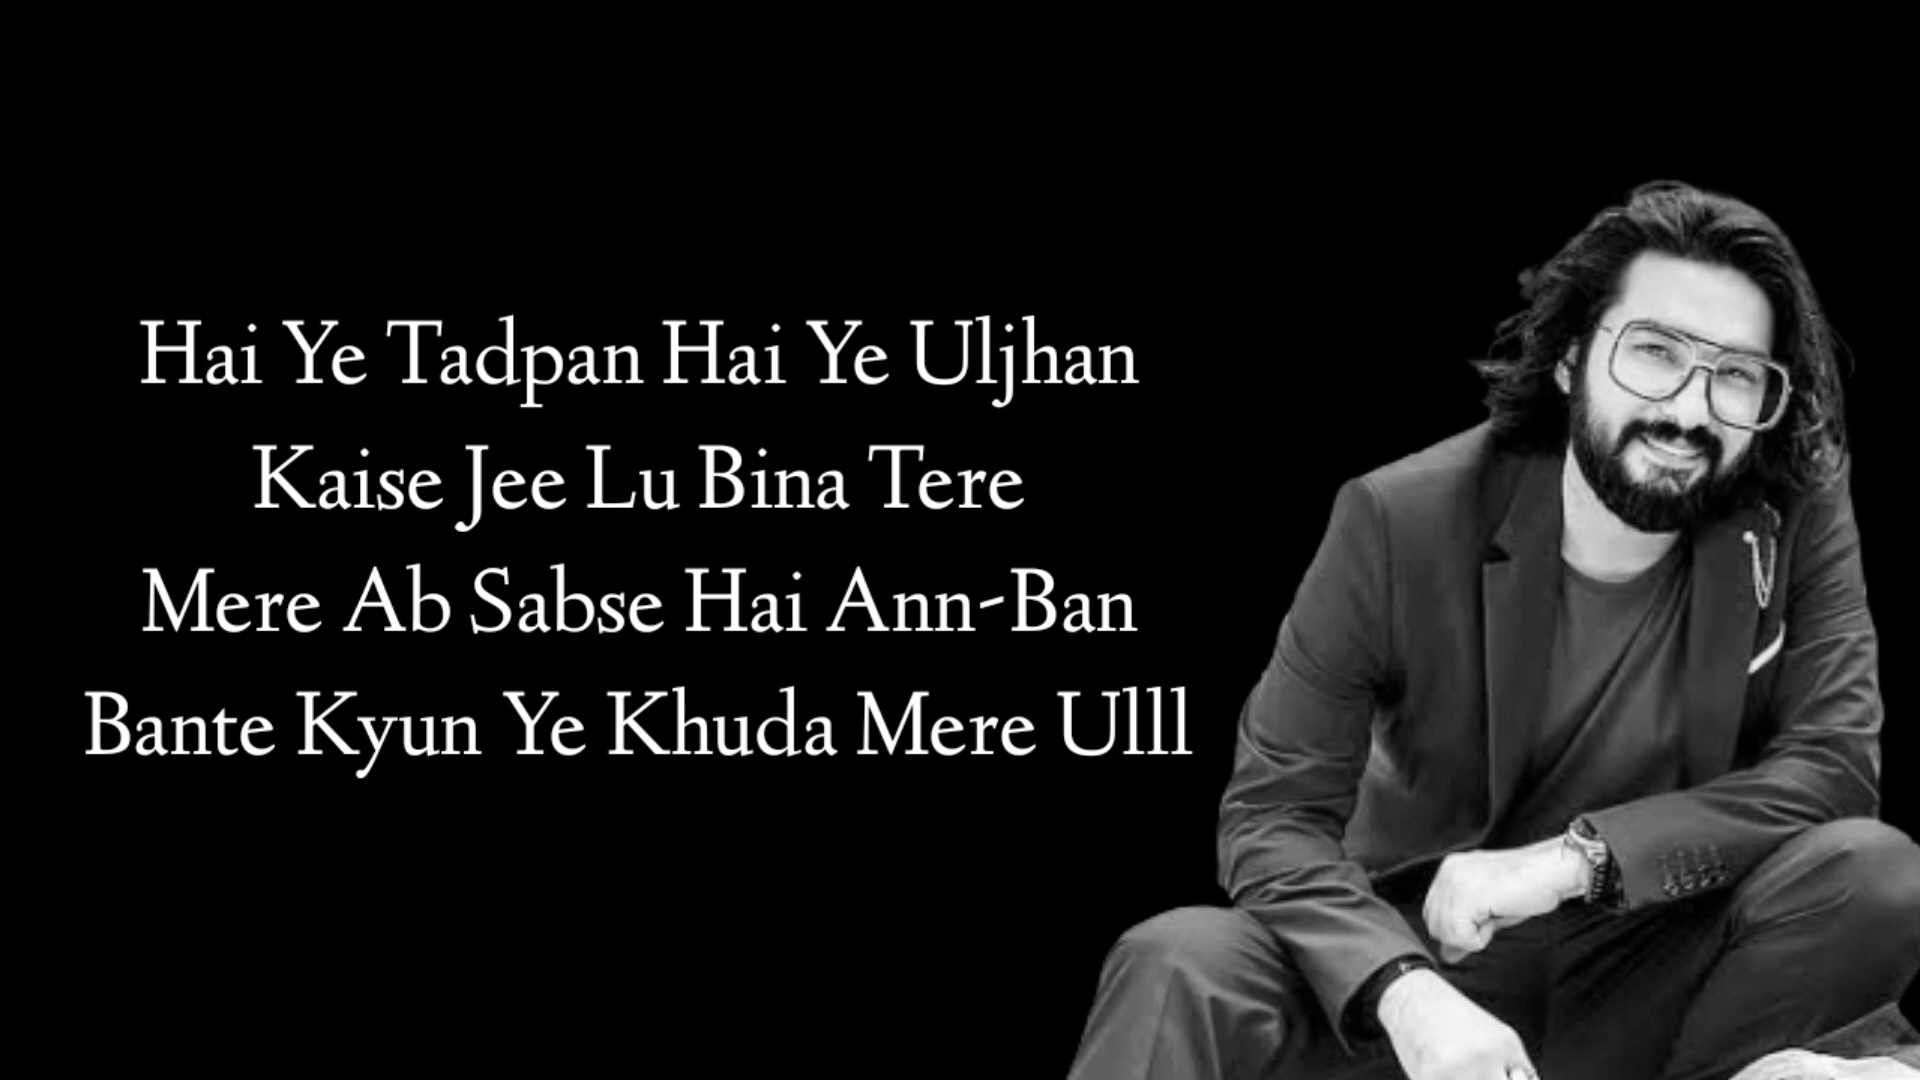 Hai Ye Tadpan Hai Ye Uljhan
Kaise Jee Lu Bina Tere
Mere Ab Sabse Hai Ann-Ban
Bante Kyun Ye Khuda Mere Ulll